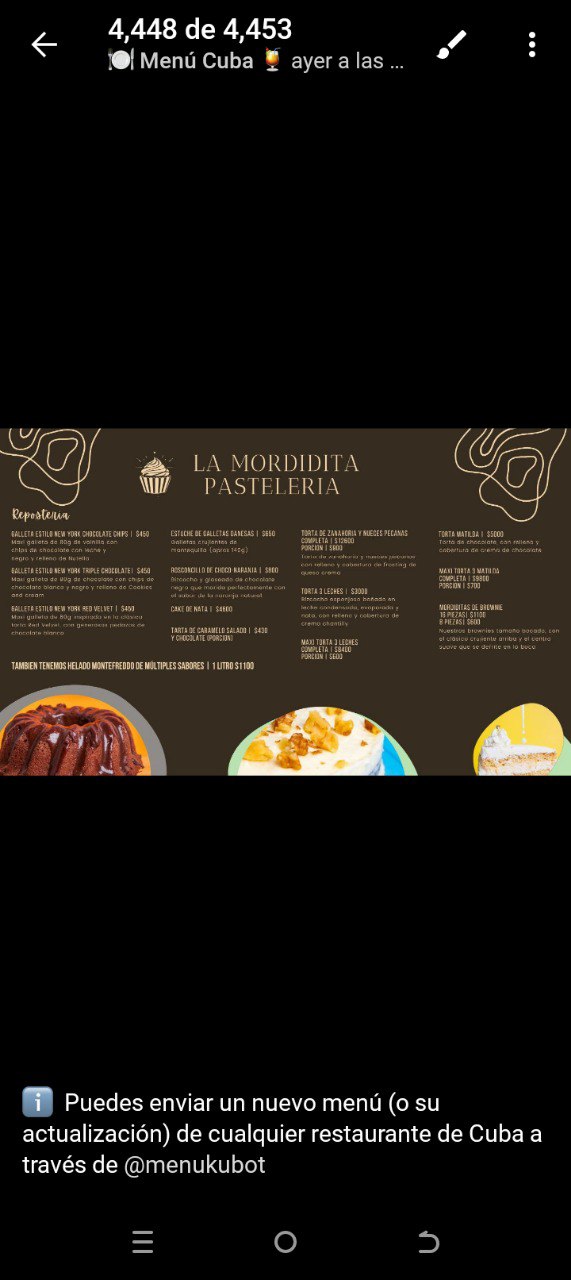 4,448 de 4,453
🍽 Menú Cuba 🍹 ayer a las ...
LA MORDIDITA
PASTELERIA
Repostería
GALLETA ESTILO NEW YORK CHOCOLATE CHIPS | $450
Maxi galleta de 80g de vainilla con
chips de chocolate con leche y
negro y relleno de Nutella
GALLETA ESTILO NEW YORK TRIPLE CHOCOLATE | $450
Maxi galleta de 80g de chocolate con chips de
chocolate blanco y negro y relleno de Cookies
and cream
GALLETA ESTILO NEW YORK RED VELVET | $450
Maxi galleta de 80g inspirada en la clásica
tarta Red Velvet, con generosos pedazos de
chocolate blanco
ESTUCHE DE GALLETAS DANESAS | $650
Galletas crujientes de
mantequilla (aprox 145g)
ROSCONCILLO DE CHOCO-NARANJA | $900
Bizcocho y glaseado de chocolate
negro que marida perfectamente con
el sabor de la naranja natural
CAKE DE NATA | $4600
TARTA DE CARAMELO SALADO | $430
Y CHOCOLATE (PORCIÓN)
TORTA DE ZANAHORIA Y NUECES PECANAS
COMPLETA | $12600
PORCIÓN | $900
Torta de zanahoria y nueces pecanas
con relleno y cobertura de frosting de
queso crema
TORTA 3 LECHES | $3000
Bizcocho esponjoso bañado en
leche condensada, evaporada y
nata, con relleno y cobertura de
crema chantilly
MAXI TORTA 3 LECHES
COMPLETA | $8400
PORCIÓN | $600
TORTA MATILDA | $5000
Torta de chocolate, con relleno y
cobertura de crema de chocolate
MAXI TORTA MATILDA
COMPLETA | $9800
PORCIÓN | $700
MORDIDITAS DE BROWNIE
16 PIEZAS| $1100
8 PIEZAS| $600
Nuestros brownies tamaño bocado, con
el clásico crujiente arriba y el centro
suave que se derrite en la boca
TAMBIEN TENEMOS HELADO MONTEFREDDO DE MÚLTIPLES SABORES | 1 LITRO $1100
ℹ️ Puedes enviar un nuevo menú (o su
actualización) de cualquier restaurante de Cuba a
través de @menukubot